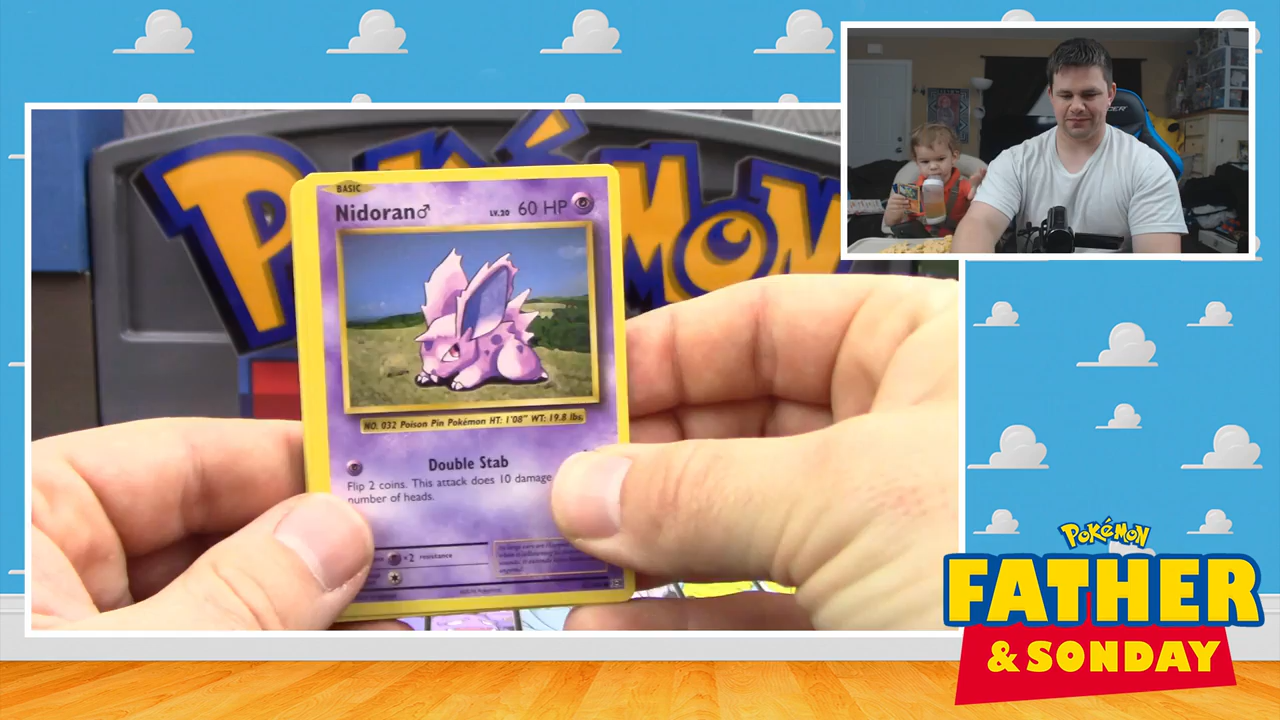 POKéMON
BASIC
Nidoran♂ LV.20 60 HP
NO. 032 Poison Pin Pokémon HT: 1'08" WT: 19.8 lbs.
Double Stab
Flip 2 coins. This attack does 10 damage
number of heads.
×2 resistance
POKéMON
FATHER
& SONDAY